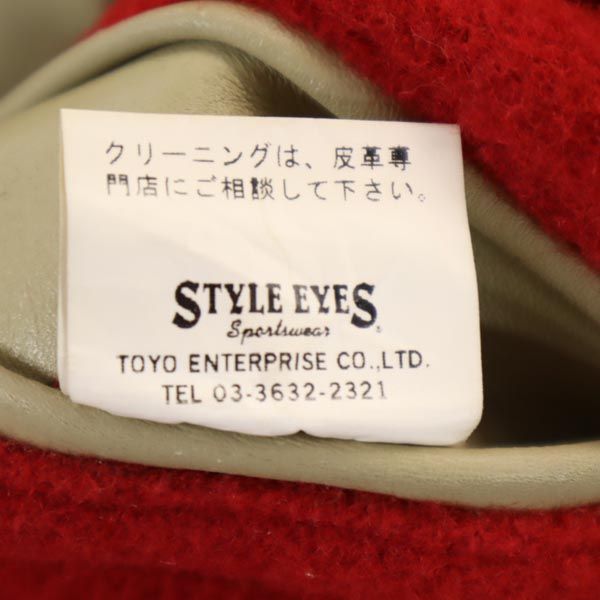 クリーニングは、皮革専
門店にご相談して下さい。
STYLE EYES
Sportswear®
TOYO ENTERPRISE CO.,LTD.
TEL 03-3632-2321